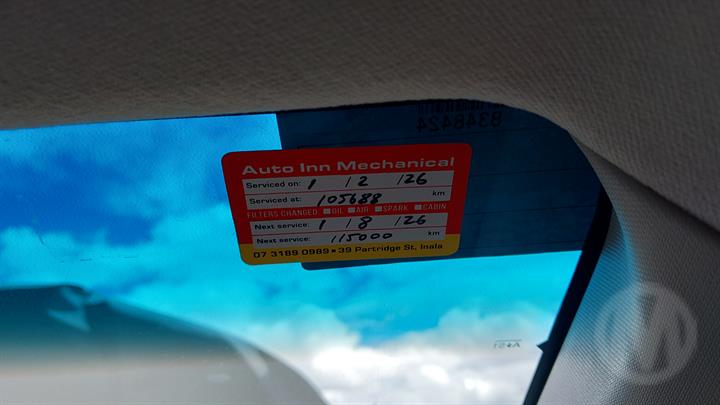 8348424
Auto Inn Mechanical
Serviced on: 1 / 2 / 26
Serviced at: 105688 km
FILTERS CHANGED OIL AIR SPARK CABIN
Next service: 1 / 8 / 26
Next service: 115000 km
07 3189 0989 • 39 Partridge St, Inala